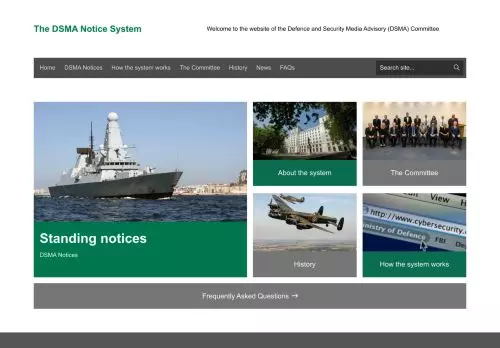 The DSMA Notice System
Welcome to the website of the Defence and Security Media Advisory (DSMA) Committee
Home DSMA Notices How the system works The Committee History News FAQs Search site...
About the system
The Committee
Standing notices
DSMA Notices
View H
http://www.cybersecurity.
ministry of Defence FBI De
History
How the system works
Frequently Asked Questions →